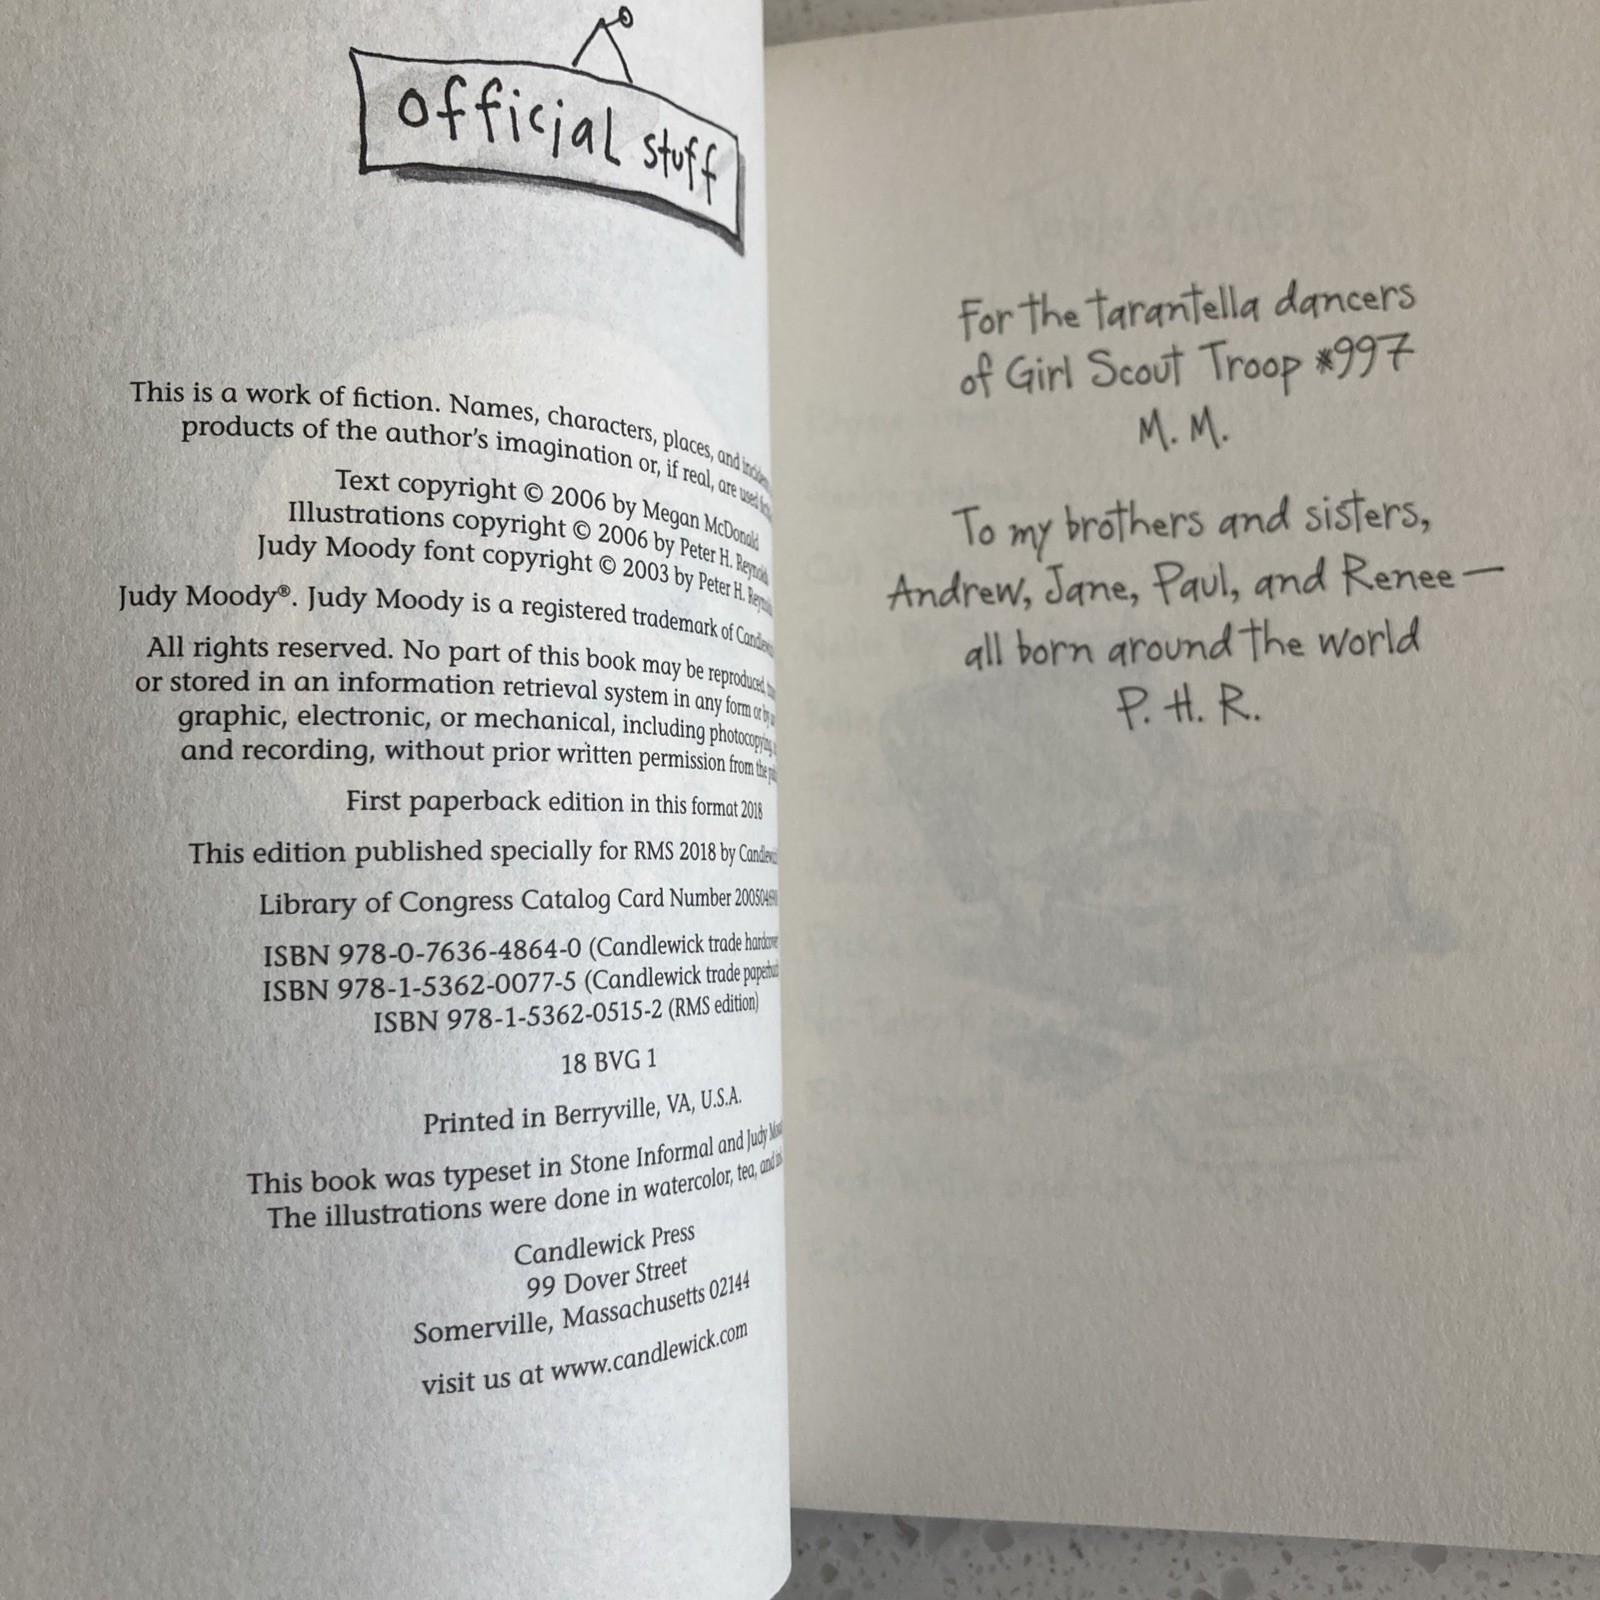 official stuff
This is a work of fiction. Names, characters, places, and
products of the author's imagination or, if real, are used
Text copyright © 2006 by Megan McDonald
Illustrations copyright © 2006 by Peter H. Reynolds
Judy Moody font copyright © 2003 by Peter H.
Judy Moody®. Judy Moody is a registered trademark of
All rights reserved. No part of this book may be reproduced,
or stored in an information retrieval system in any form or by
graphic, electronic, or mechanical, including photocopying,
and recording, without prior written permission from the
First paperback edition in this format 2018
This edition published specially for RMS 2018 by
Library of Congress Catalog Card Number
ISBN 978-0-7636-4864-0 (Candlewick trade hardcover
ISBN 978-1-5362-0077-5 (Candlewick trade
ISBN 978-1-5362-0515-2 (RMS edition)
18 BVG 1
Printed in Berryville, VA, U.S.A.
This book was typeset in Stone Informal and Judy
The illustrations were done in watercolor, tea, and
Candlewick Press
99 Dover Street
Somerville, Massachusetts 02144
visit us at www.candlewick.com
For the tarantella dancers
of Girl Scout Troop #997
M. M.
To my brothers and sisters,
Andrew, Jane, Paul, and Renee—
all born around the world
P. H. R.